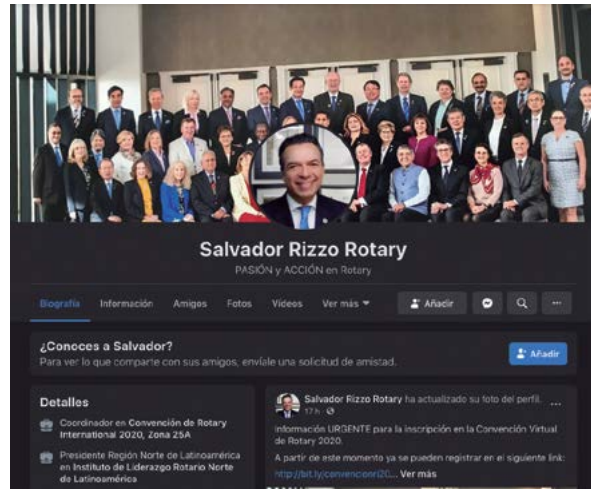 Salvador Rizzo Rotary
PASIÓN y ACCIÓN en Rotary
Biografía Información Amigos Fotos Vídeos Ver más Añadir
¿Conoces a Salvador?
Para ver lo que comparte con sus amigos, envíale una solicitud de amistad.
Añadir
Detalles
Coordinador en Convención de Rotary
International 2020, Zona 25A
Presidente Región Norte de Latinoamérica
en Instituto de Liderazgo Rotario Norte
de Latinoamérica
Salvador Rizzo Rotary ha actualizado su foto del perfil.
17 h
Información URGENTE para la inscripción en la Convención Virtual
de Rotary 2020.
A partir de este momento ya se pueden registrar en el siguiente link:
http://bit.ly/convencionri20... Ver más